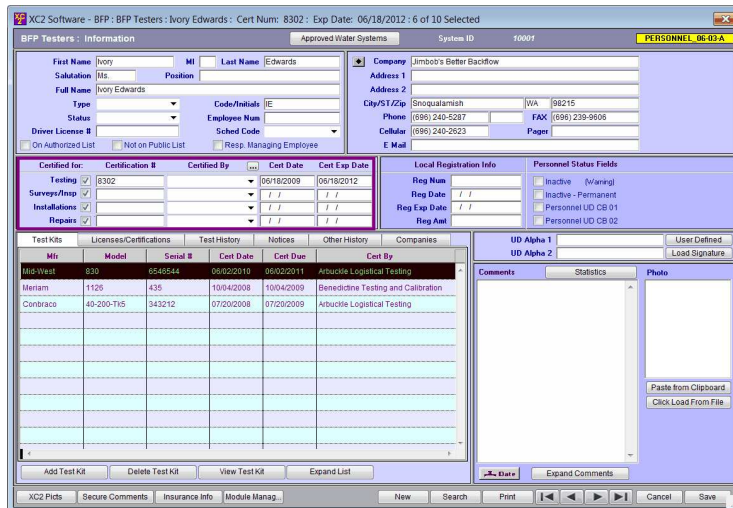 XC2 Software - BFP : BFP Testers : Ivory Edwards : Cert Num: 8302 : Exp Date: 06/18/2012 : 6 of 10 Selected
BFP Testers : Information Approved Water Systems System ID 10001 PERSONNEL_06-03-A
First Name Ivory MI Last Name Edwards
Salutation Ms. Position
Full Name Ivory Edwards
Type Code/Initials IE
Status Employee Num
Driver License # Sched Code
On Authorized List Not on Public List Resp. Managing Employee
Company Jimbob's Better Backflow
Address 1
Address 2
City/ST/Zip Snoqualamish WA 98215
Phone (696) 240-5287 FAX (696) 239-9606
Cellular (696) 240-2623 Pager
E Mail
Certified for: Certification # Certified By ... Cert Date Cert Exp Date
Testing 8302 06/18/2009 06/18/2012
Surveys/Insp / / / /
Installations / / / /
Repairs / / / /
Local Registration Info
Reg Num
Reg Date / /
Reg Exp Date / /
Reg Amt
Personnel Status Fields
Inactive (Warning)
Inactive - Permanent
Personnel UD CB 01
Personnel UD CB 02
Test Kits Licenses/Certifications Test History Notices Other History Companies
Mfr Model Serial # Cert Date Cert Due Cert By
Mid-West 830 6546544 06/02/2010 06/02/2011 Arbuckle Logistical Testing
Meriam 1126 435 10/04/2008 10/04/2009 Benedictine Testing and Calibration
Conbraco 40-200-Tk5 343212 07/20/2008 07/20/2009 Arbuckle Logistical Testing
Add Test Kit Delete Test Kit View Test Kit Expand List
UD Alpha 1 User Defined
UD Alpha 2 Load Signature
Comments Statistics Photo
Paste from Clipboard
Click Load From File
Date Expand Comments
XC2 Picts Secure Comments Insurance Info Module Manag... New Search Print Cancel Save